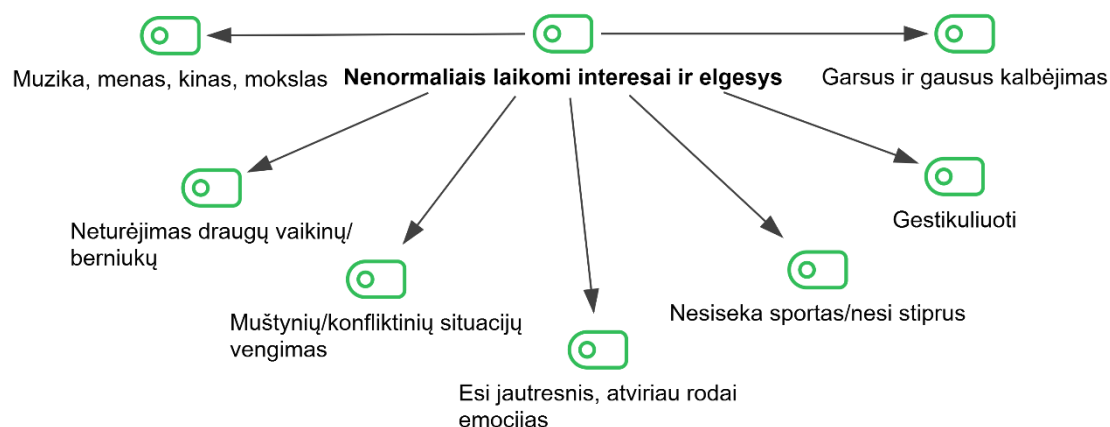 Muzika, menas, kinas, mokslas
Nenormaliais laikomi interesai ir elgesys
Garsus ir gausus kalbėjimas
Neturėjimas draugų vaikinų/
berniukų
Gestikuliuoti
Muštynių/konfliktinių situacijų
vengimas
Nesiseka sportas/nesi stiprus
Esi jautresnis, atviriau rodai
emocijas